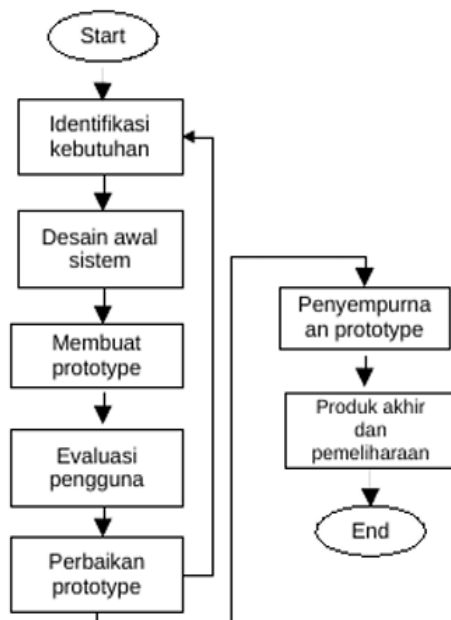 Start
Identifikasi
kebutuhan
Desain awal
sistem
Membuat
prototype
Evaluasi
pengguna
Perbaikan
prototype
Penyempurna
an prototype
Produk akhir
dan
pemeliharaan
End